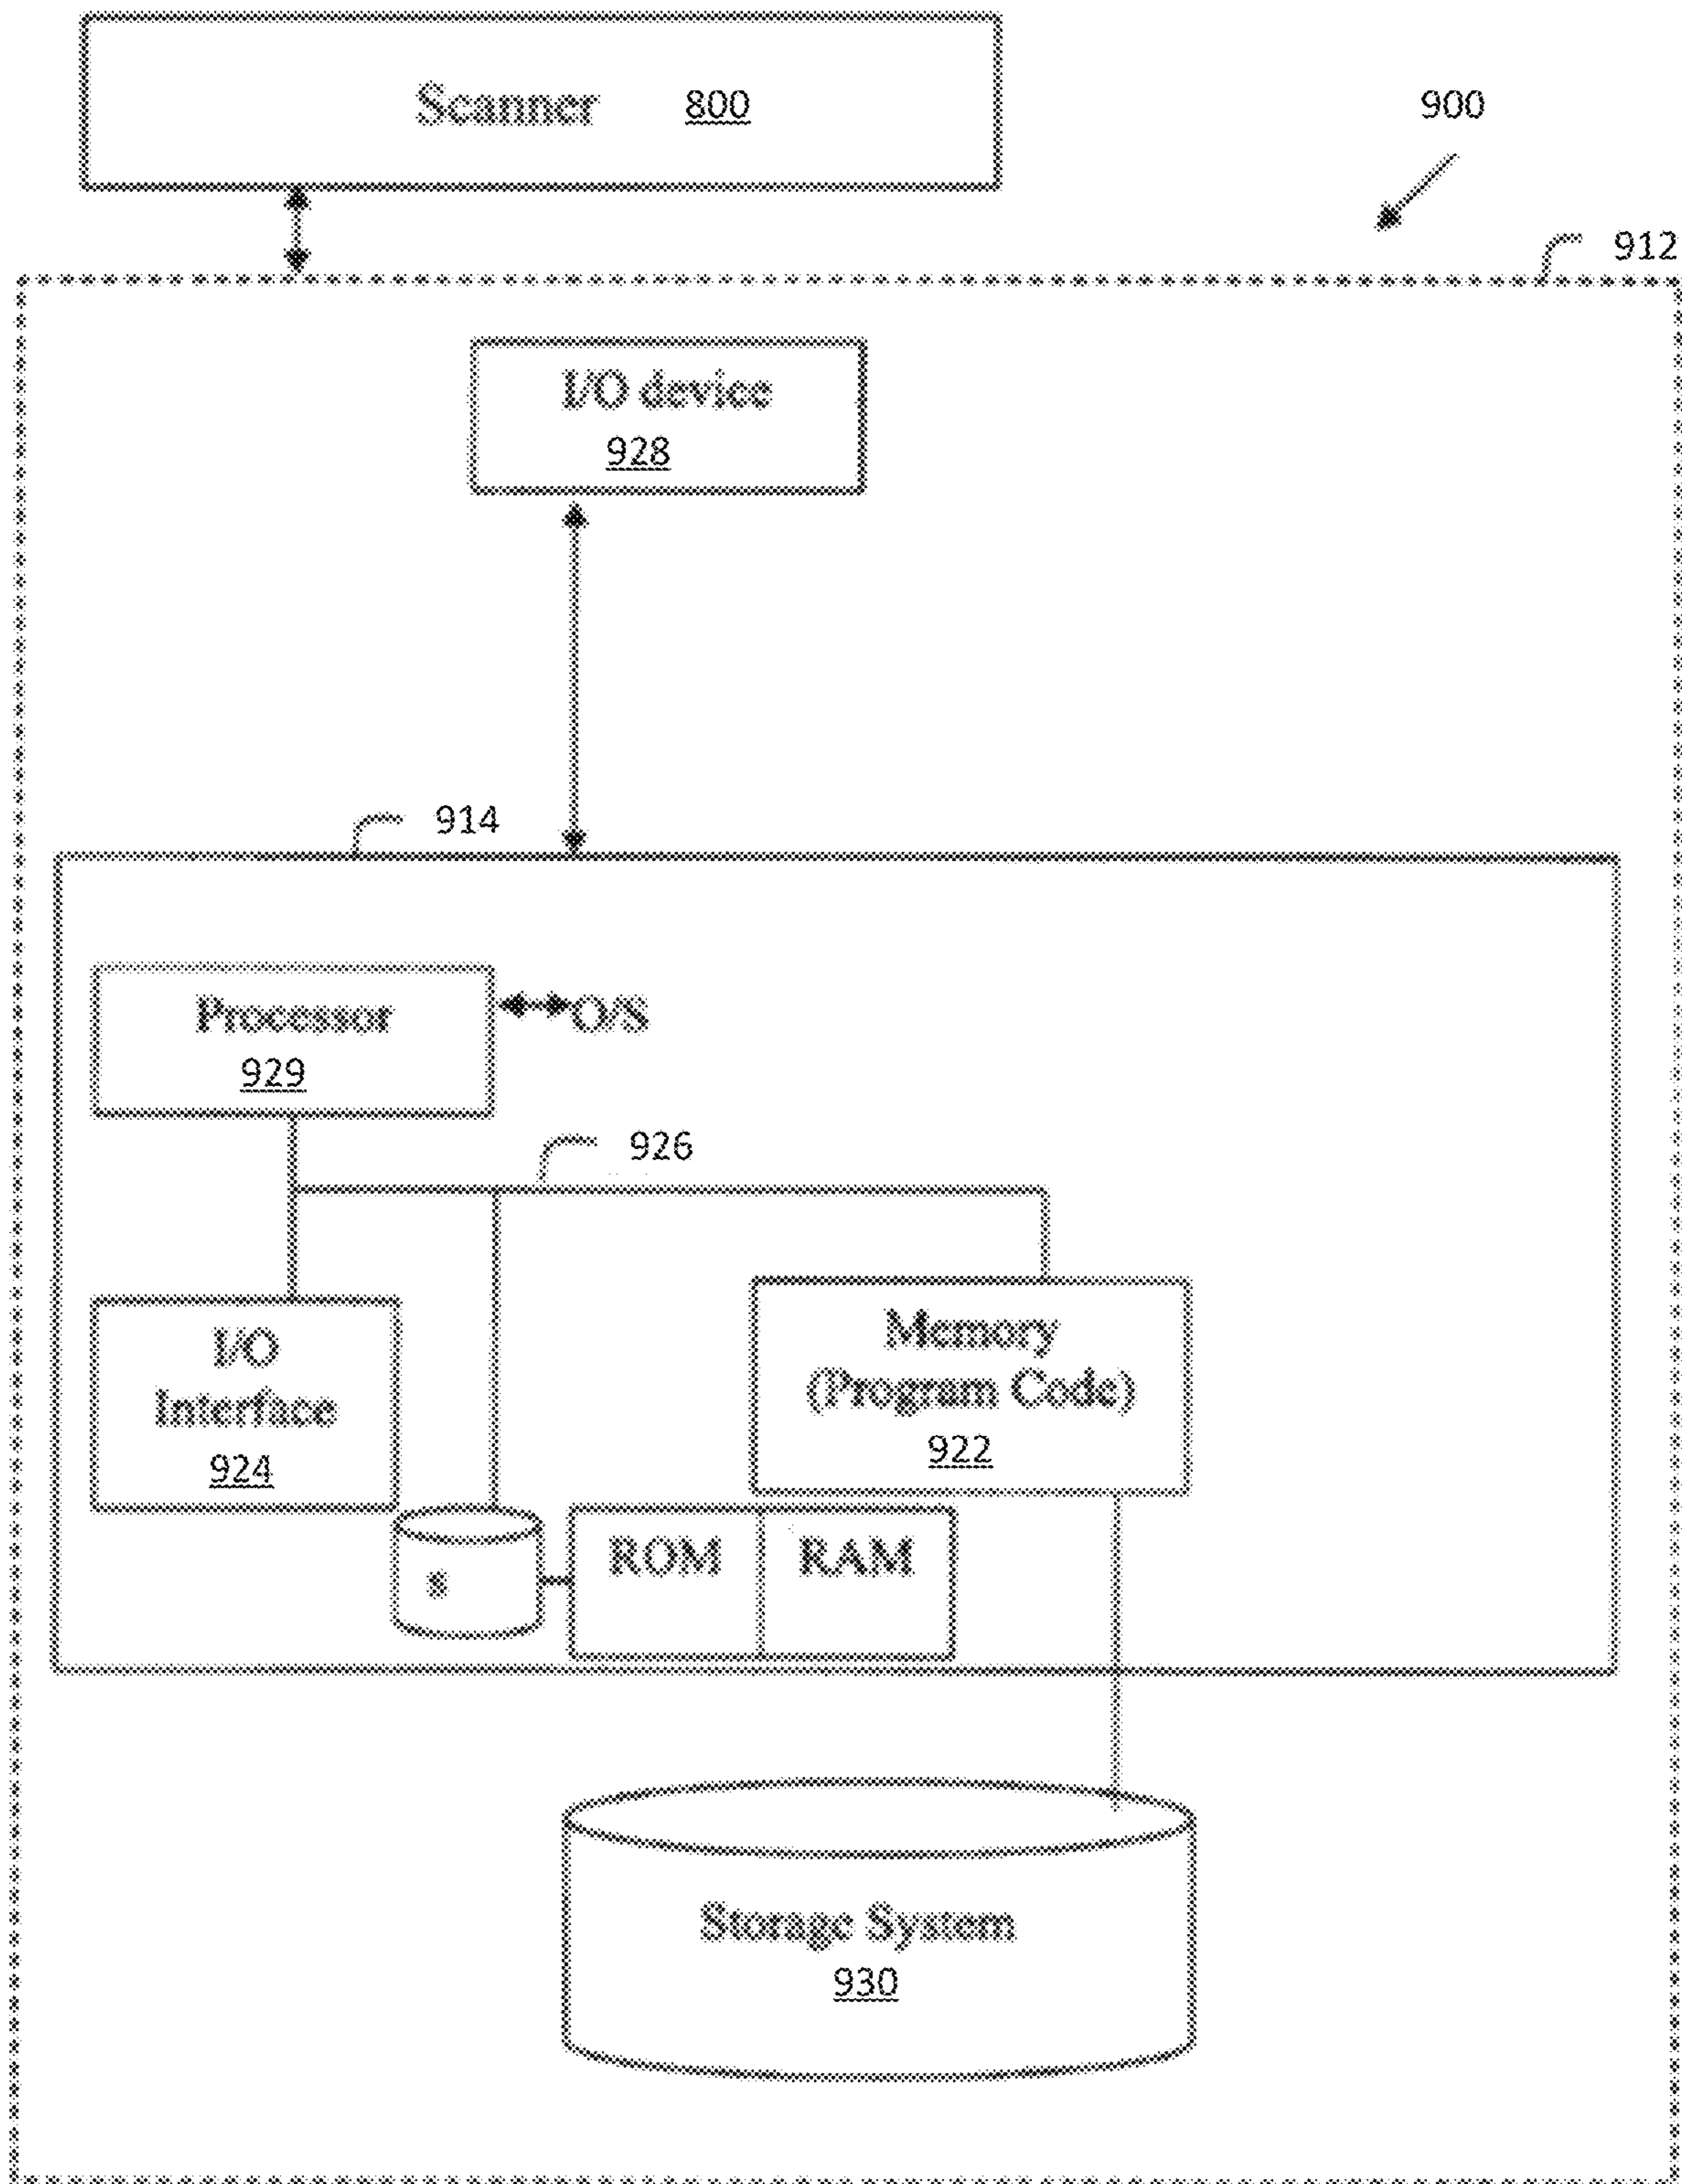 Scanner 800
900
912
I/O device
928
914
Processor
929
O/S
926
I/O
Interface
924
Memory
(Program Code)
922
ROM
RAM
Storage System
930